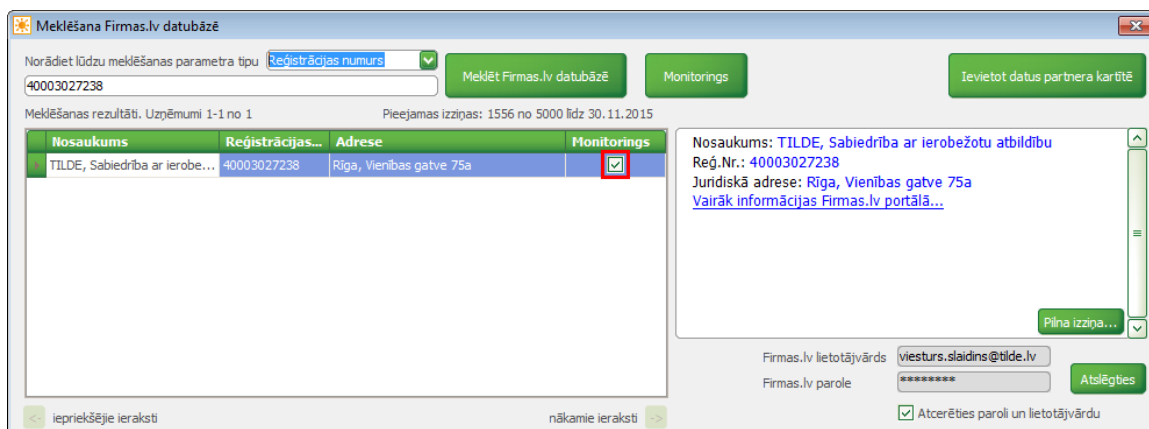 Meklēšana Firmas.lv datubāzē
Norādiet lūdzu meklēšanas parametra tipu Reģistrācijas numurs
40003027238
Meklēt Firmas.lv datubāzē
Monitorings
Ievietot datus partnera kartītē
Meklēšanas rezultāti. Uzņēmumi 1-1 no 1 Pieejamas izziņas: 1556 no 5000 līdz 30.11.2015
Nosaukums Reģistrācijas... Adrese Monitorings
TILDE, Sabiedrība ar ierobe... 40003027238 Rīga, Vienības gatve 75a
Nosaukums: TILDE, Sabiedrība ar ierobežotu atbildību
Reģ.Nr.: 40003027238
Juridiskā adrese: Rīga, Vienības gatve 75a
Vairāk informācijas Firmas.lv portālā...
Pilna izziņa...
Firmas.lv lietotājvārds viesturs.slaidins@tilde.lv
Firmas.lv parole ********
Atslēgties
Atcerēties paroli un lietotājvārdu
<- iepriekšējie ieraksti nākamie ieraksti ->